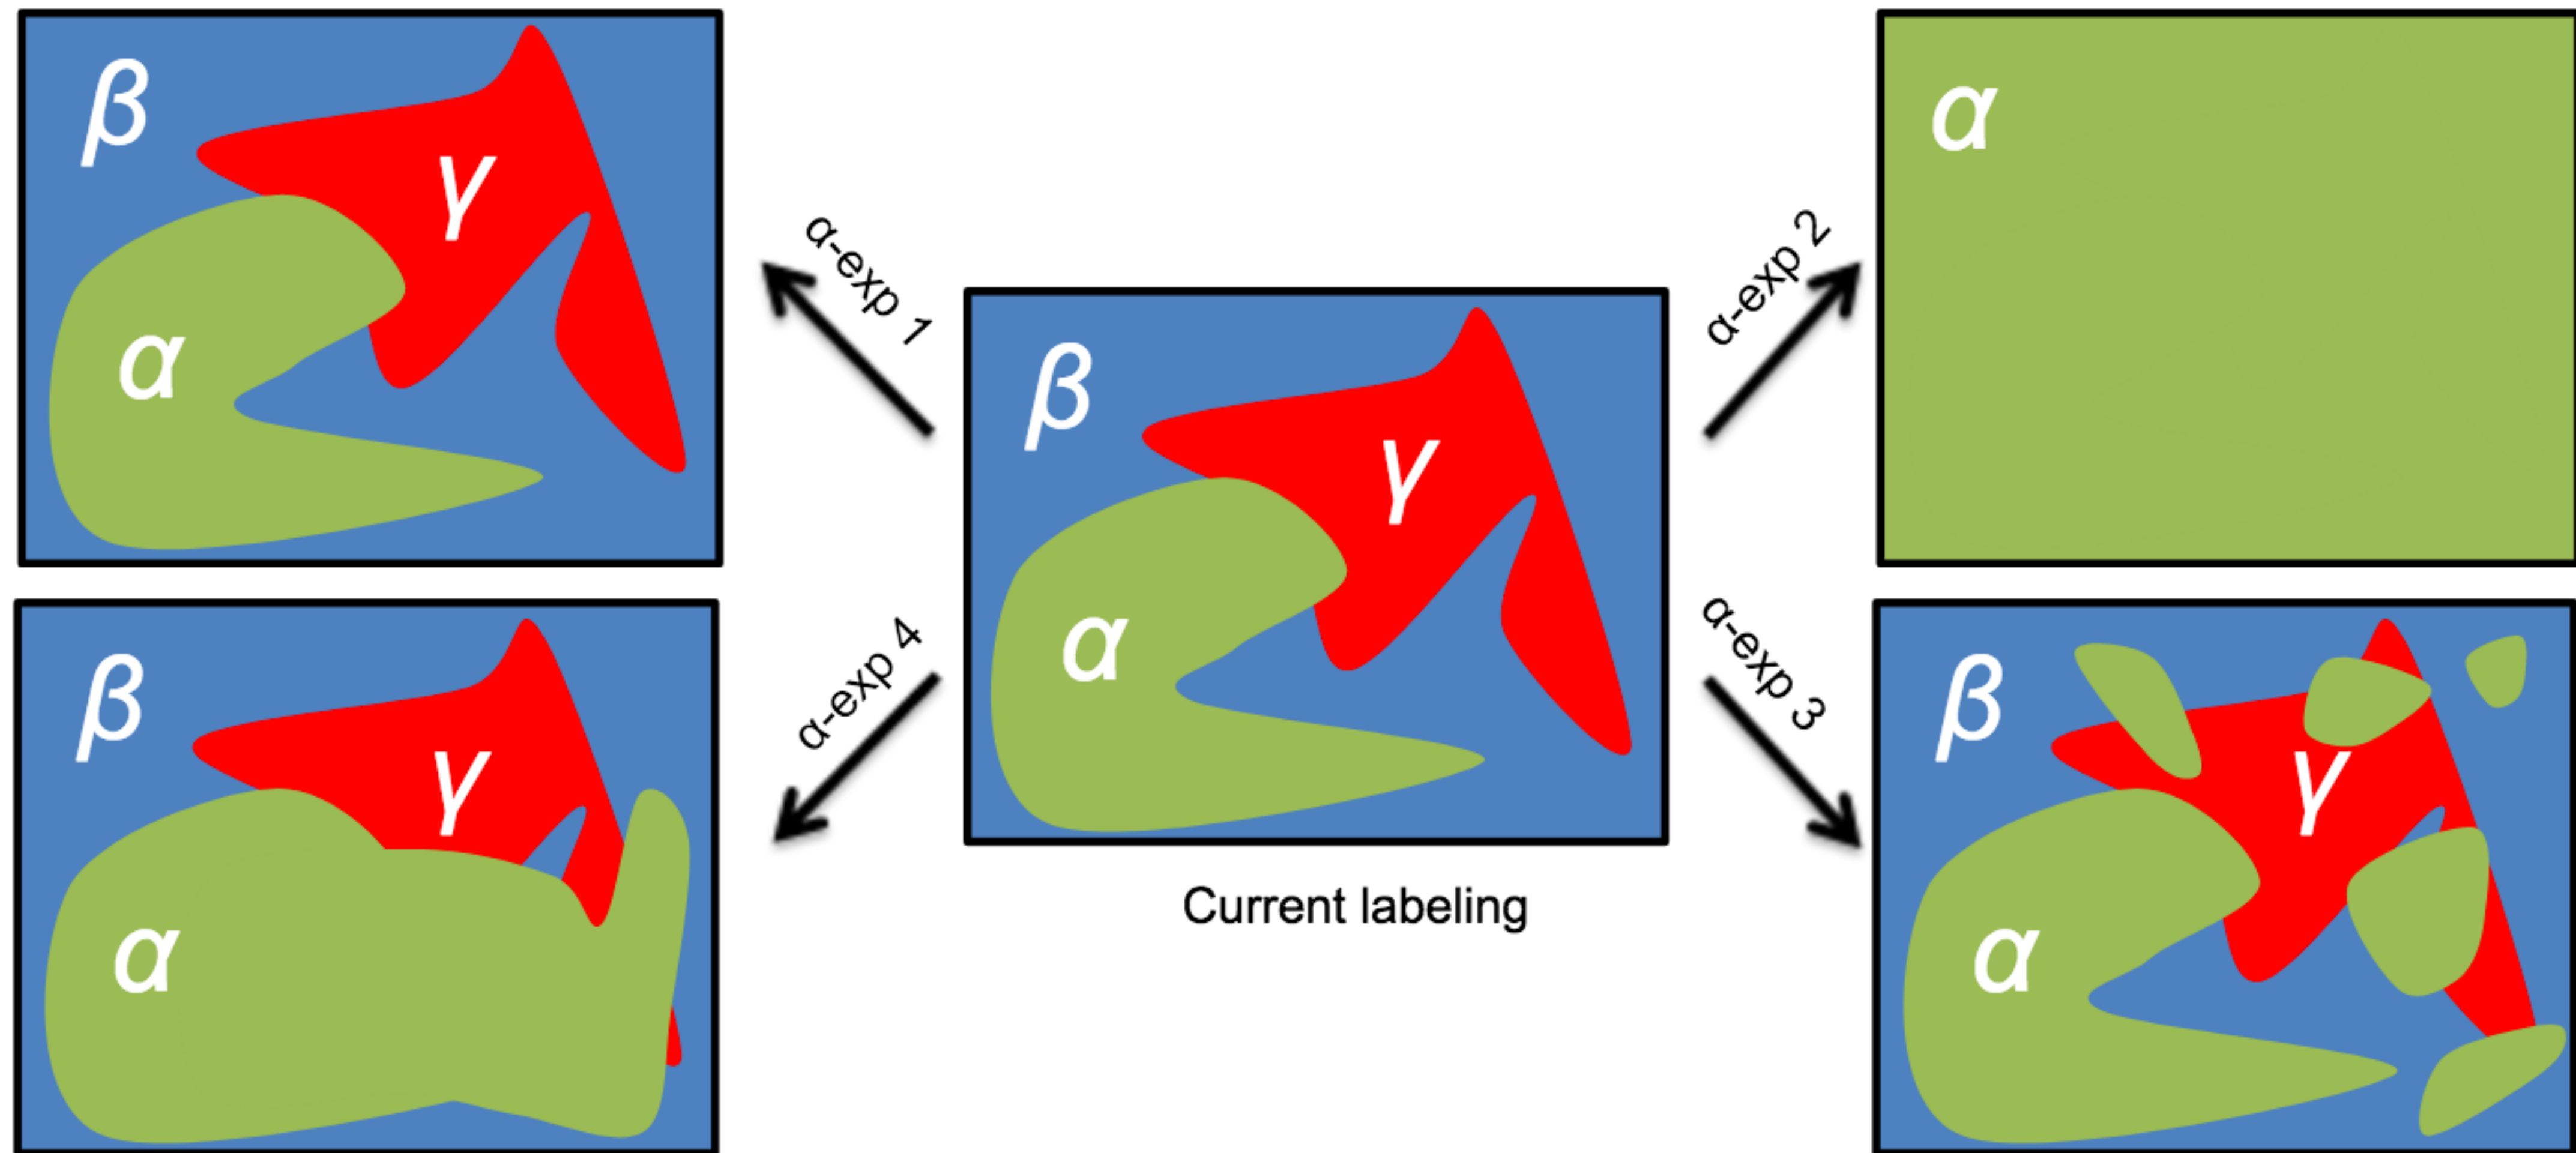 β
γ
α
α-exp 1
α-exp 2
α
β
γ
α
Current labeling
β
γ
α
α-exp 4
α-exp 3
β
γ
α